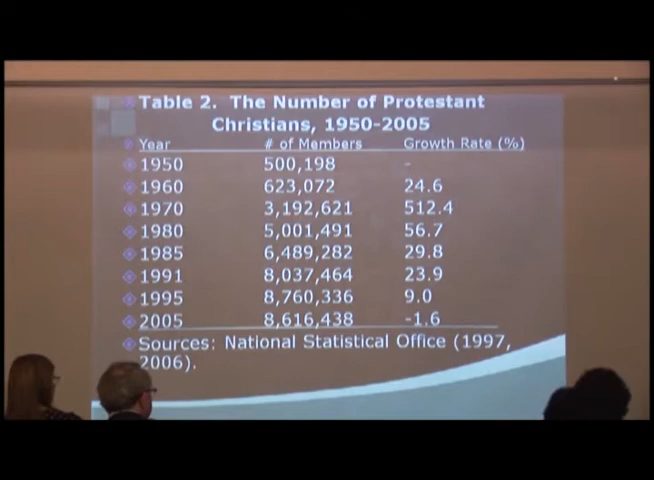 Table 2. The Number of Protestant
Christians, 1950-2005
Year # of Members Growth Rate (%)
1950 500,198 -
1960 623,072 24.6
1970 3,192,621 512.4
1980 5,001,491 56.7
1985 6,489,282 29.8
1991 8,037,464 23.9
1995 8,760,336 9.0
2005 8,616,438 -1.6
Sources: National Statistical Office (1997,
2006).